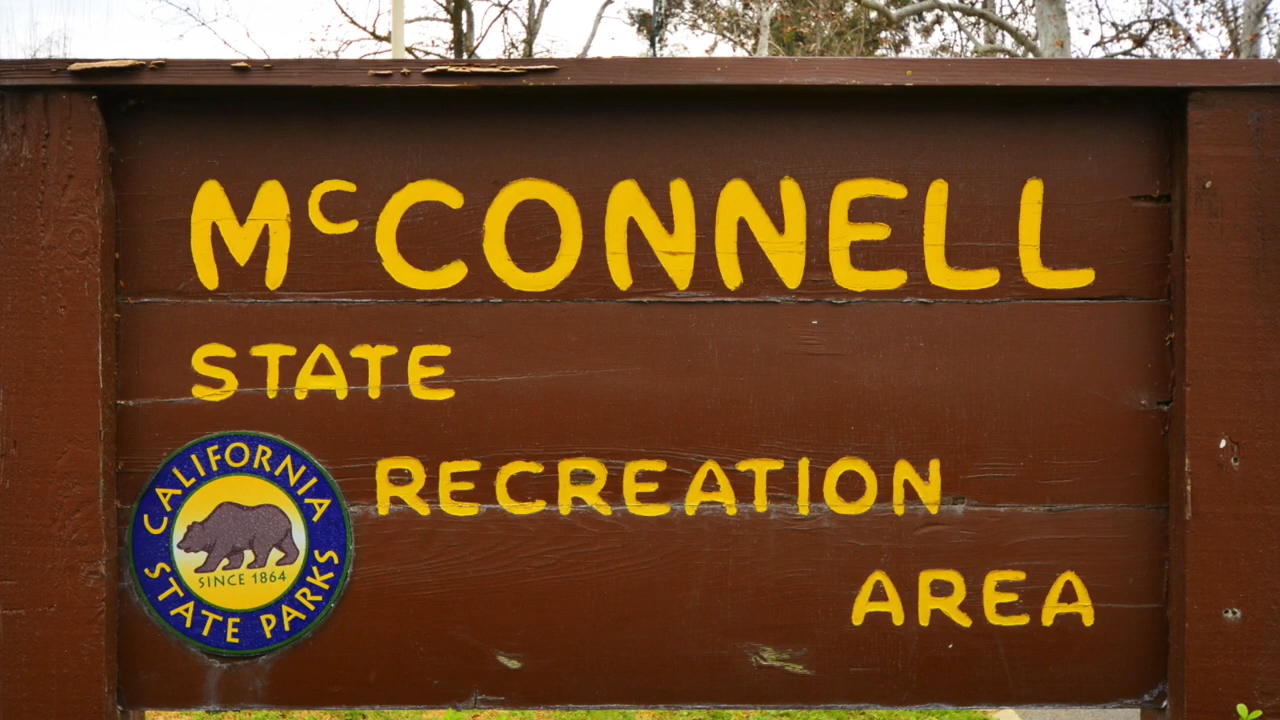 McCONNELL
STATE
RECREATION
AREA
CALIFORNIA
SINCE 1864
STATE PARKS